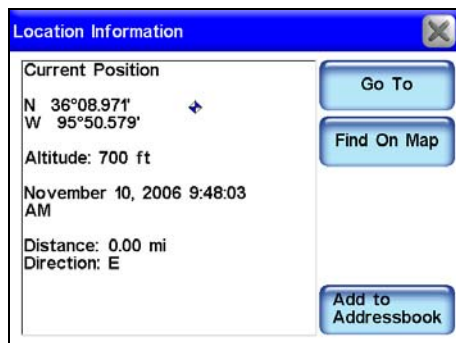 Location Information
Current Position
N 36°08.971'
W 95°50.579'
Altitude: 700 ft
November 10, 2006 9:48:03
AM
Distance: 0.00 mi
Direction: E
Go To
Find On Map
Add to
Addressbook